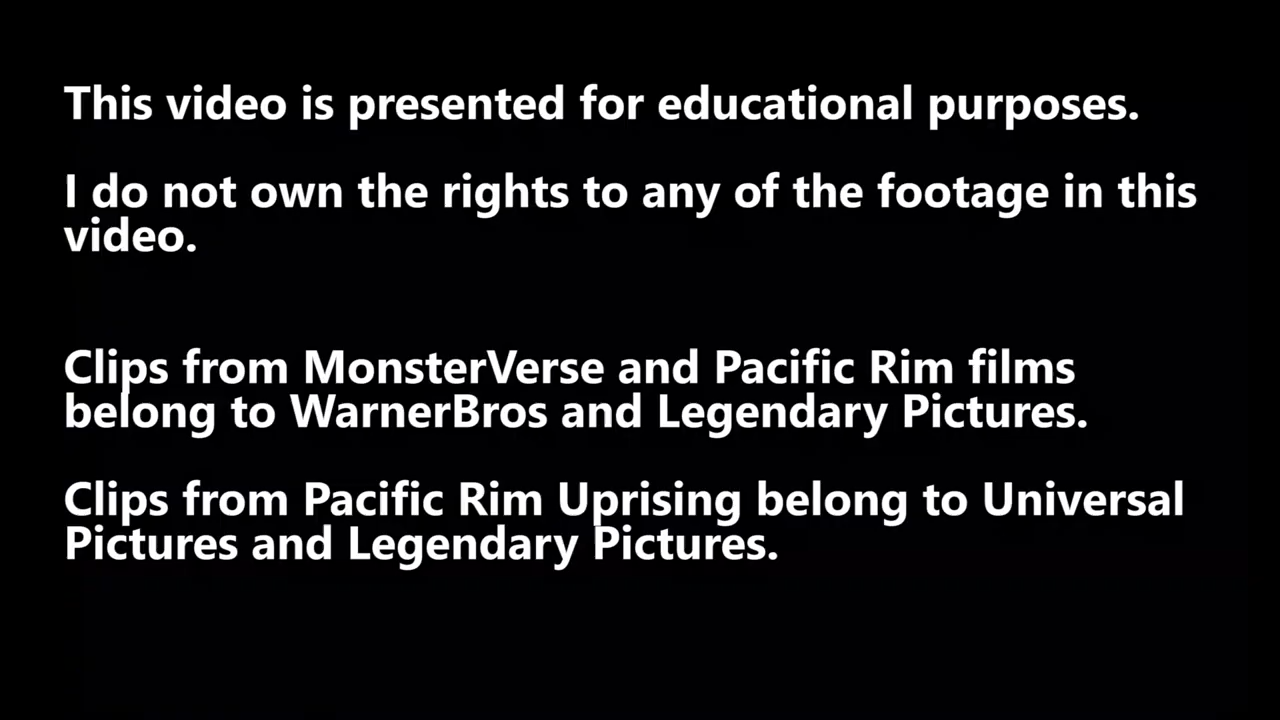 This video is presented for educational purposes.
I do not own the rights to any of the footage in this
video.
Clips from MonsterVerse and Pacific Rim films
belong to WarnerBros and Legendary Pictures.
Clips from Pacific Rim Uprising belong to Universal
Pictures and Legendary Pictures.